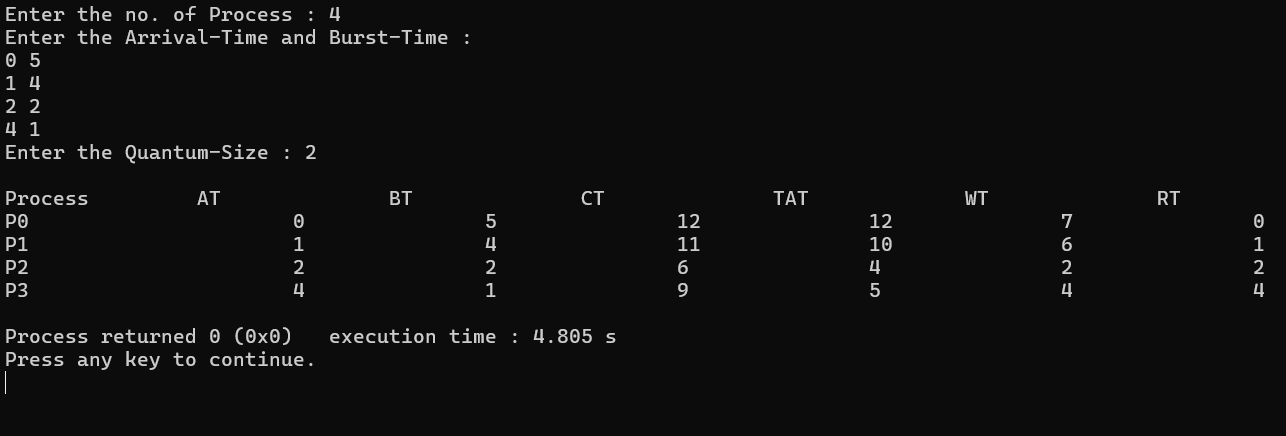 Enter the no. of Process : 4
Enter the Arrival-Time and Burst-Time :
0 5
1 4
2 2
4 1
Enter the Quantum-Size : 2
Process AT BT CT TAT WT RT
P0 0 5 12 12 7 0
P1 1 4 11 10 6 1
P2 2 2 6 4 2 2
P3 4 1 9 5 4 4
Process returned 0 (0x0) execution time : 4.805 s
Press any key to continue.